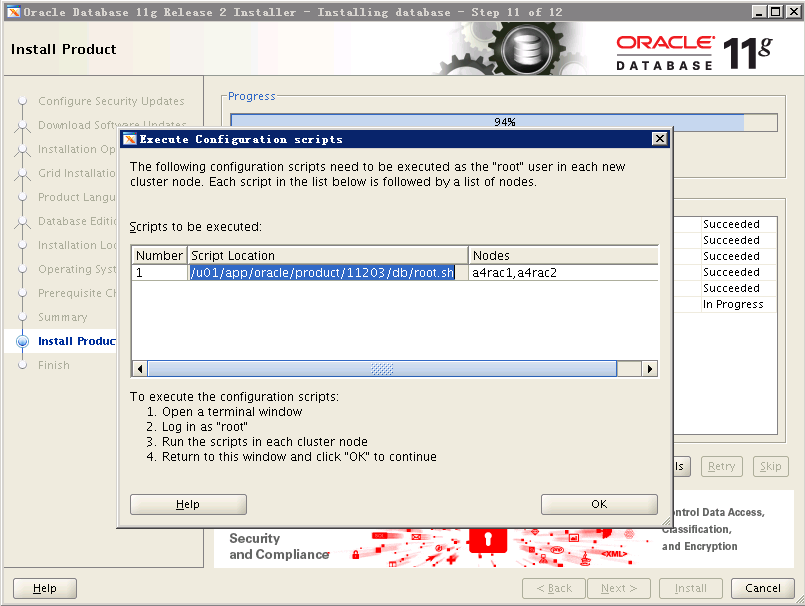 Oracle Database 11g Release 2 Installer - Installing database - Step 11 of 12
Install Product
ORACLE
DATABASE 11g
Configure Security Updates
Download Software Updates
Installation Op
Grid Installatio
Product Langu
Database Editio
Installation Loc
Operating Syst
Prerequisite Ch
Summary
Install Produc
Finish
Progress
94%
Succeeded
Succeeded
Succeeded
Succeeded
Succeeded
In Progress
Execute Configuration scripts
The following configuration scripts need to be executed as the "root" user in each new
cluster node. Each script in the list below is followed by a list of nodes.
Scripts to be executed:
Number Script Location Nodes
1 /u01/app/oracle/product/11203/db/root.sh a4rac1,a4rac2
To execute the configuration scripts:
1. Open a terminal window
2. Log in as "root"
3. Run the scripts in each cluster node
4. Return to this window and click "OK" to continue
Help OK
ls Retry Skip
Security
and Compliance
<XML>
ontrol Data Access,
Classification,
and Encryption
Help < Back Next > Install Cancel